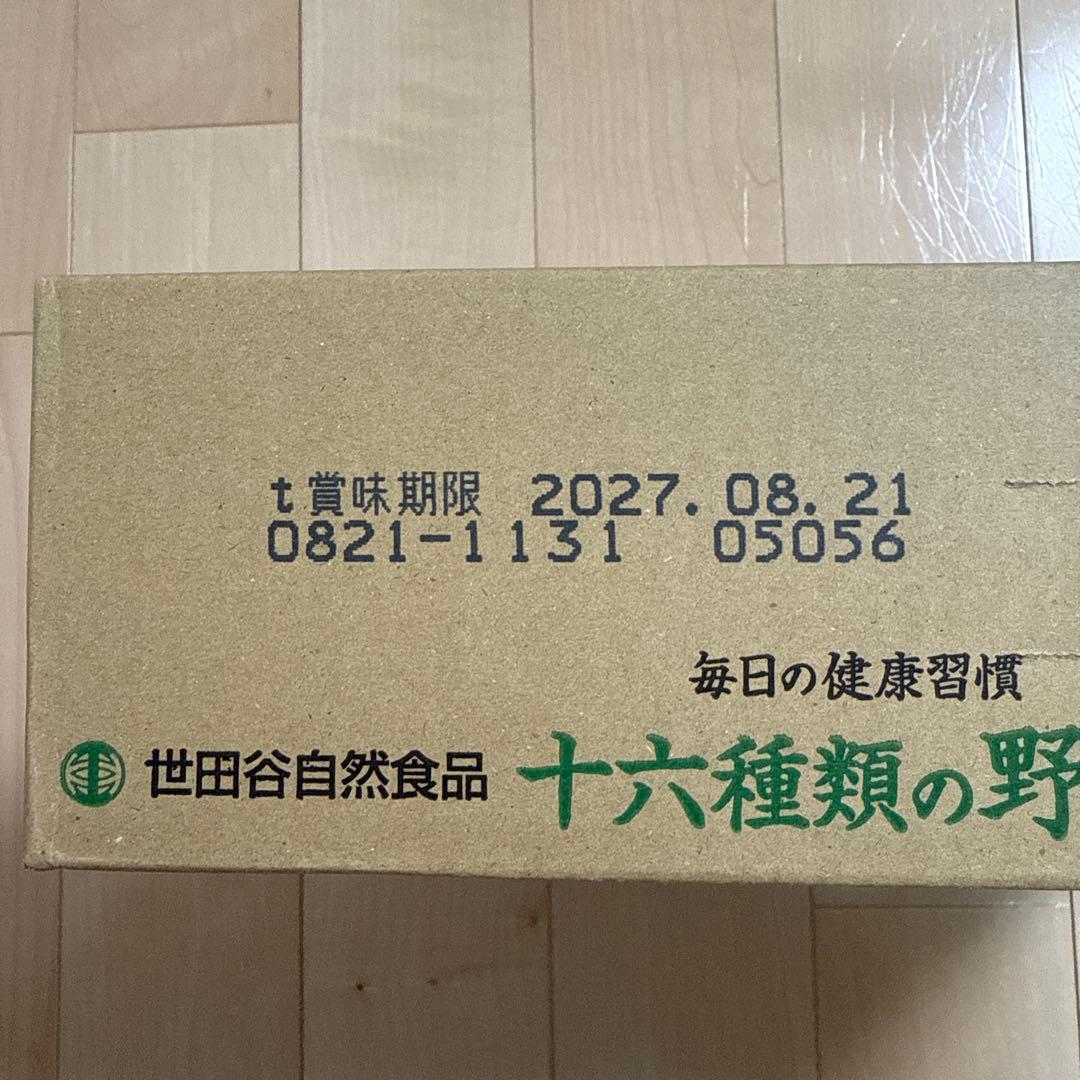 t賞味期限 2027.08.21
0821-1131 05056
毎日の健康習慣
世田谷自然食品 十六種類の野